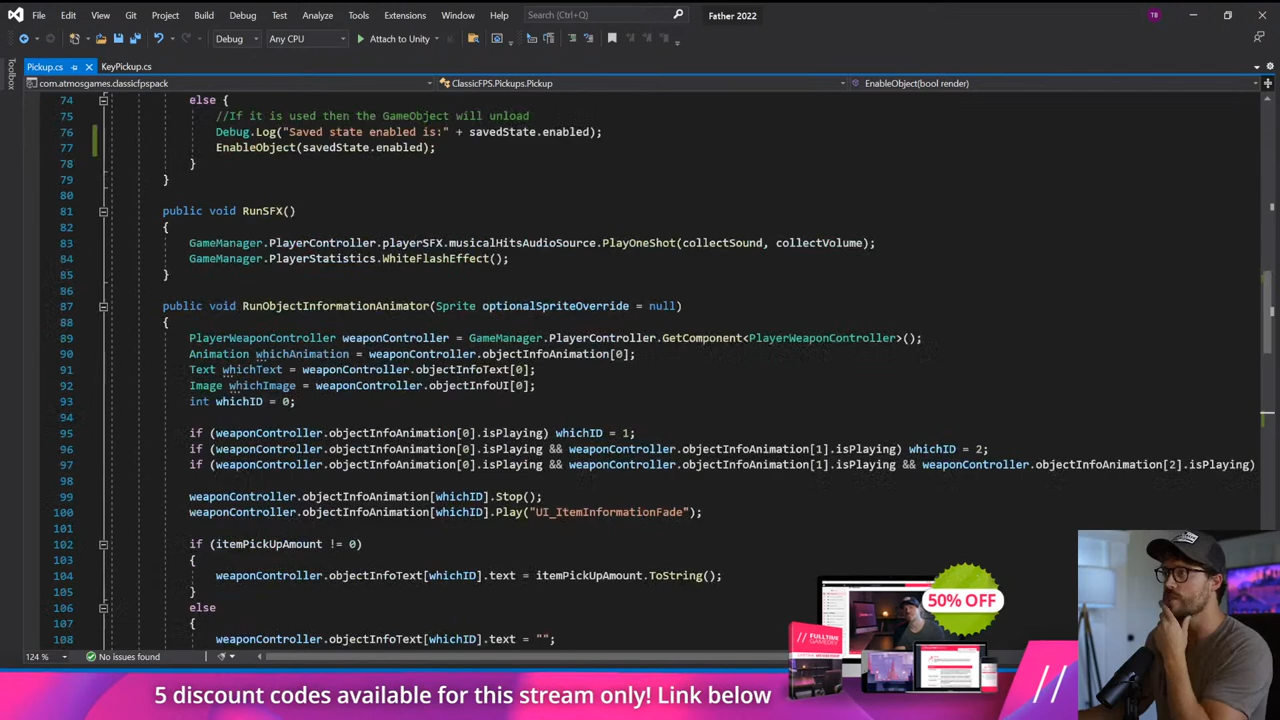 File Edit View Git Project Build Debug Test Analyze Tools Extensions Window Help Search (Ctrl+Q) Father 2022 TB
Debug Any CPU Attach to Unity
Toolbox
Pickup.cs KeyPickup.cs
com.atmosgames.classicfpspack ClassicFPS.Pickups.Pickup EnableObject(bool render)
74 else {
75 //If it is used then the GameObject will unload
76 Debug.Log("Saved state enabled is:" + savedState.enabled);
77 EnableObject(savedState.enabled);
78 }
79 }
80
81 public void RunSFX()
82 {
83 GameManager.PlayerController.playerSFX.musicalHitsAudioSource.PlayOneShot(collectSound, collectVolume);
84 GameManager.PlayerStatistics.WhiteFlashEffect();
85 }
86
87 public void RunObjectInformationAnimator(Sprite optionalSpriteOverride = null)
88 {
89 PlayerWeaponController weaponController = GameManager.PlayerController.GetComponent<PlayerWeaponController>();
90 Animation whichAnimation = weaponController.objectInfoAnimation[0];
91 Text whichText = weaponController.objectInfoText[0];
92 Image whichImage = weaponController.objectInfoUI[0];
93 int whichID = 0;
94
95 if (weaponController.objectInfoAnimation[0].isPlaying) whichID = 1;
96 if (weaponController.objectInfoAnimation[0].isPlaying && weaponController.objectInfoAnimation[1].isPlaying) whichID = 2;
97 if (weaponController.objectInfoAnimation[0].isPlaying && weaponController.objectInfoAnimation[1].isPlaying && weaponController.objectInfoAnimation[2].isPlaying)
98
99 weaponController.objectInfoAnimation[whichID].Stop();
100 weaponController.objectInfoAnimation[whichID].Play("UI_ItemInformationFade");
101
102 if (itemPickUpAmount != 0)
103 {
104 weaponController.objectInfoText[whichID].text = itemPickUpAmount.ToString();
105 }
106 else
107 {
108 weaponController.objectInfoText[whichID].text = "";
50% OFF
// FULLTIME
GAMEDEV
124 % No issues found
5 discount codes available for this stream only! Link below
//